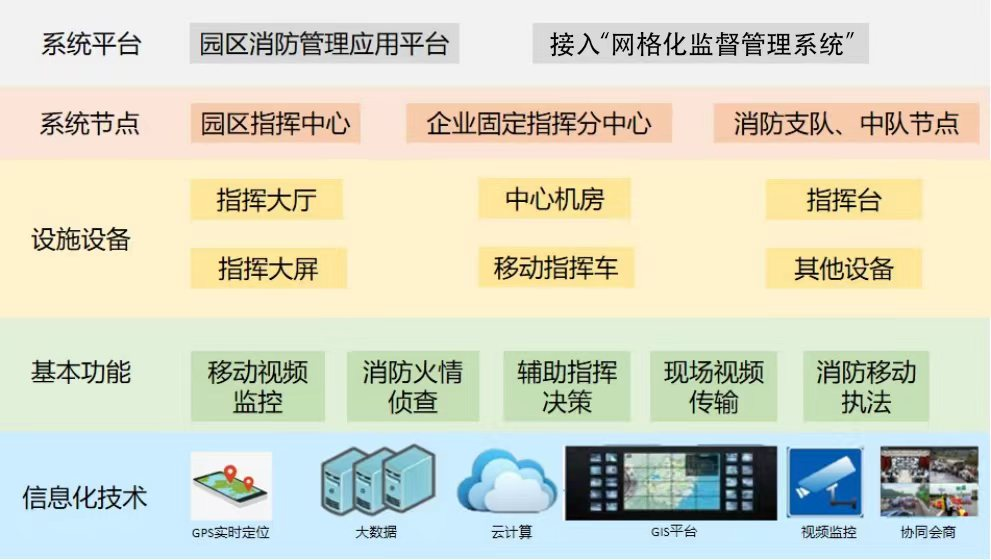 系统平台
园区消防管理应用平台
接入“网格化监督管理系统”
系统节点
园区指挥中心
企业固定指挥分中心
消防支队、中队节点
设施设备
指挥大厅
中心机房
指挥台
指挥大屏
移动指挥车
其他设备
基本功能
移动视频
监控
消防火情
侦查
辅助指挥
决策
现场视频
传输
消防移动
执法
信息化技术
GPS实时定位
大数据
云计算
GIS平台
视频监控
协同会商